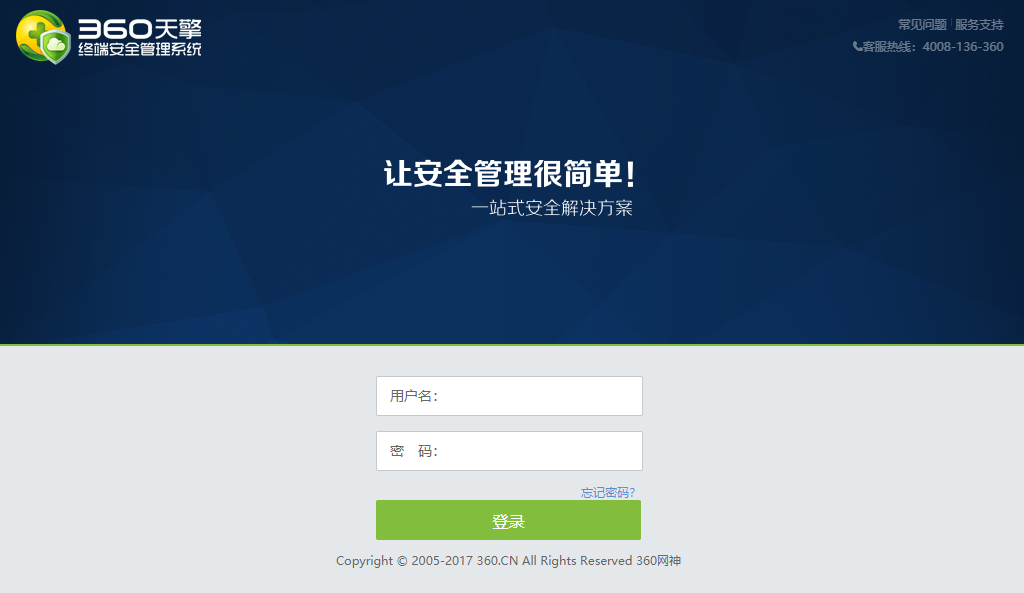 360天擎
终端安全管理系统
常见问题 | 服务支持
客服热线：4008-136-360
让安全管理很简单！
一站式安全解决方案
用户名：
密 码：
忘记密码?
登录
Copyright © 2005-2017 360.CN All Rights Reserved 360网神